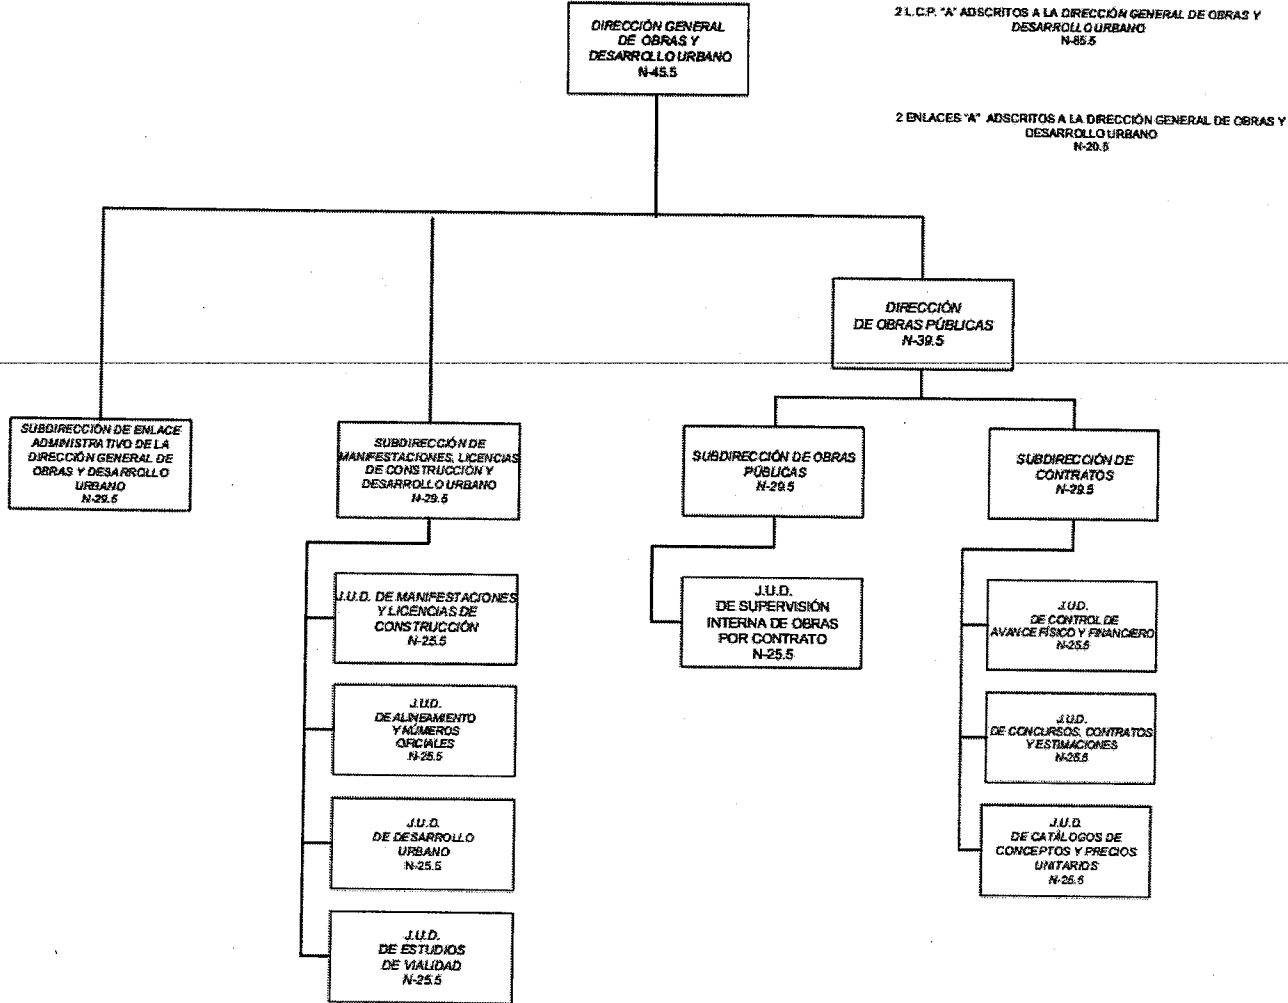 DIRECCIÓN GENERAL
DE OBRAS Y
DESARROLLO URBANO
N-45.5
2 L.C.P. "A" ADSCRITOS A LA DIRECCIÓN GENERAL DE OBRAS Y
DESARROLLO URBANO
N-85.5
2 ENLACES "A" ADSCRITOS A LA DIRECCIÓN GENERAL DE OBRAS Y
DESARROLLO URBANO
N-20.5
DIRECCIÓN
DE OBRAS PÚBLICAS
N-39.5
SUBDIRECCIÓN DE ENLACE
ADMINISTRATIVO DE LA
DIRECCIÓN GENERAL DE
OBRAS Y DESARROLLO
URBANO
N-29.5
SUBDIRECCIÓN DE
MANIFESTACIONES, LICENCIAS
DE CONSTRUCCIÓN Y
DESARROLLO URBANO
N-29.5
SUBDIRECCIÓN DE OBRAS
PÚBLICAS
N-29.5
SUBDIRECCIÓN DE
CONTRATOS
N-29.5
J.U.D. DE MANIFESTACIONES
Y LICENCIAS DE
CONSTRUCCIÓN
N-25.5
J.U.D.
DE ALINEAMIENTO
Y NÚMEROS
OFICIALES
N-25.5
J.U.D.
DE DESARROLLO
URBANO
N-25.5
J.U.D.
DE ESTUDIOS
DE VIALIDAD
N-25.5
J.U.D.
DE SUPERVISIÓN
INTERNA DE OBRAS
POR CONTRATO
N-25.5
J.U.D.
DE CONTROL DE
AVANCE FÍSICO Y FINANCIERO
N-25.5
J.U.D.
DE CONCURSOS, CONTRATOS
Y ESTIMACIONES
N-25.5
J.U.D.
DE CATÁLOGOS DE
CONCEPTOS Y PRECIOS
UNITARIOS
N-25.5